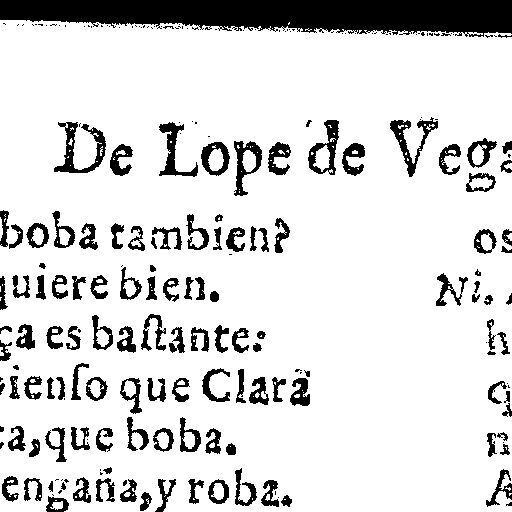 De Lope de Vega
boba tambien?
quiere bien.
ça es baſtante:
pienſo que Clara
ta, que boba.
engaña, y roba.
os
Ni.
h
q
n
A